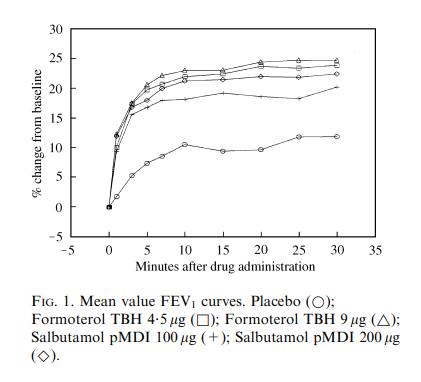 30
25
20
15
10
5
0
−5
% change from baseline
−5 0 5 10 15 20 25 30 35
Minutes after drug administration
FIG. 1. Mean value FEV₁ curves. Placebo (○);
Formoterol TBH 4·5 μg (□); Formoterol TBH 9 μg (△);
Salbutamol pMDI 100 μg (+); Salbutamol pMDI 200 μg
(◇).